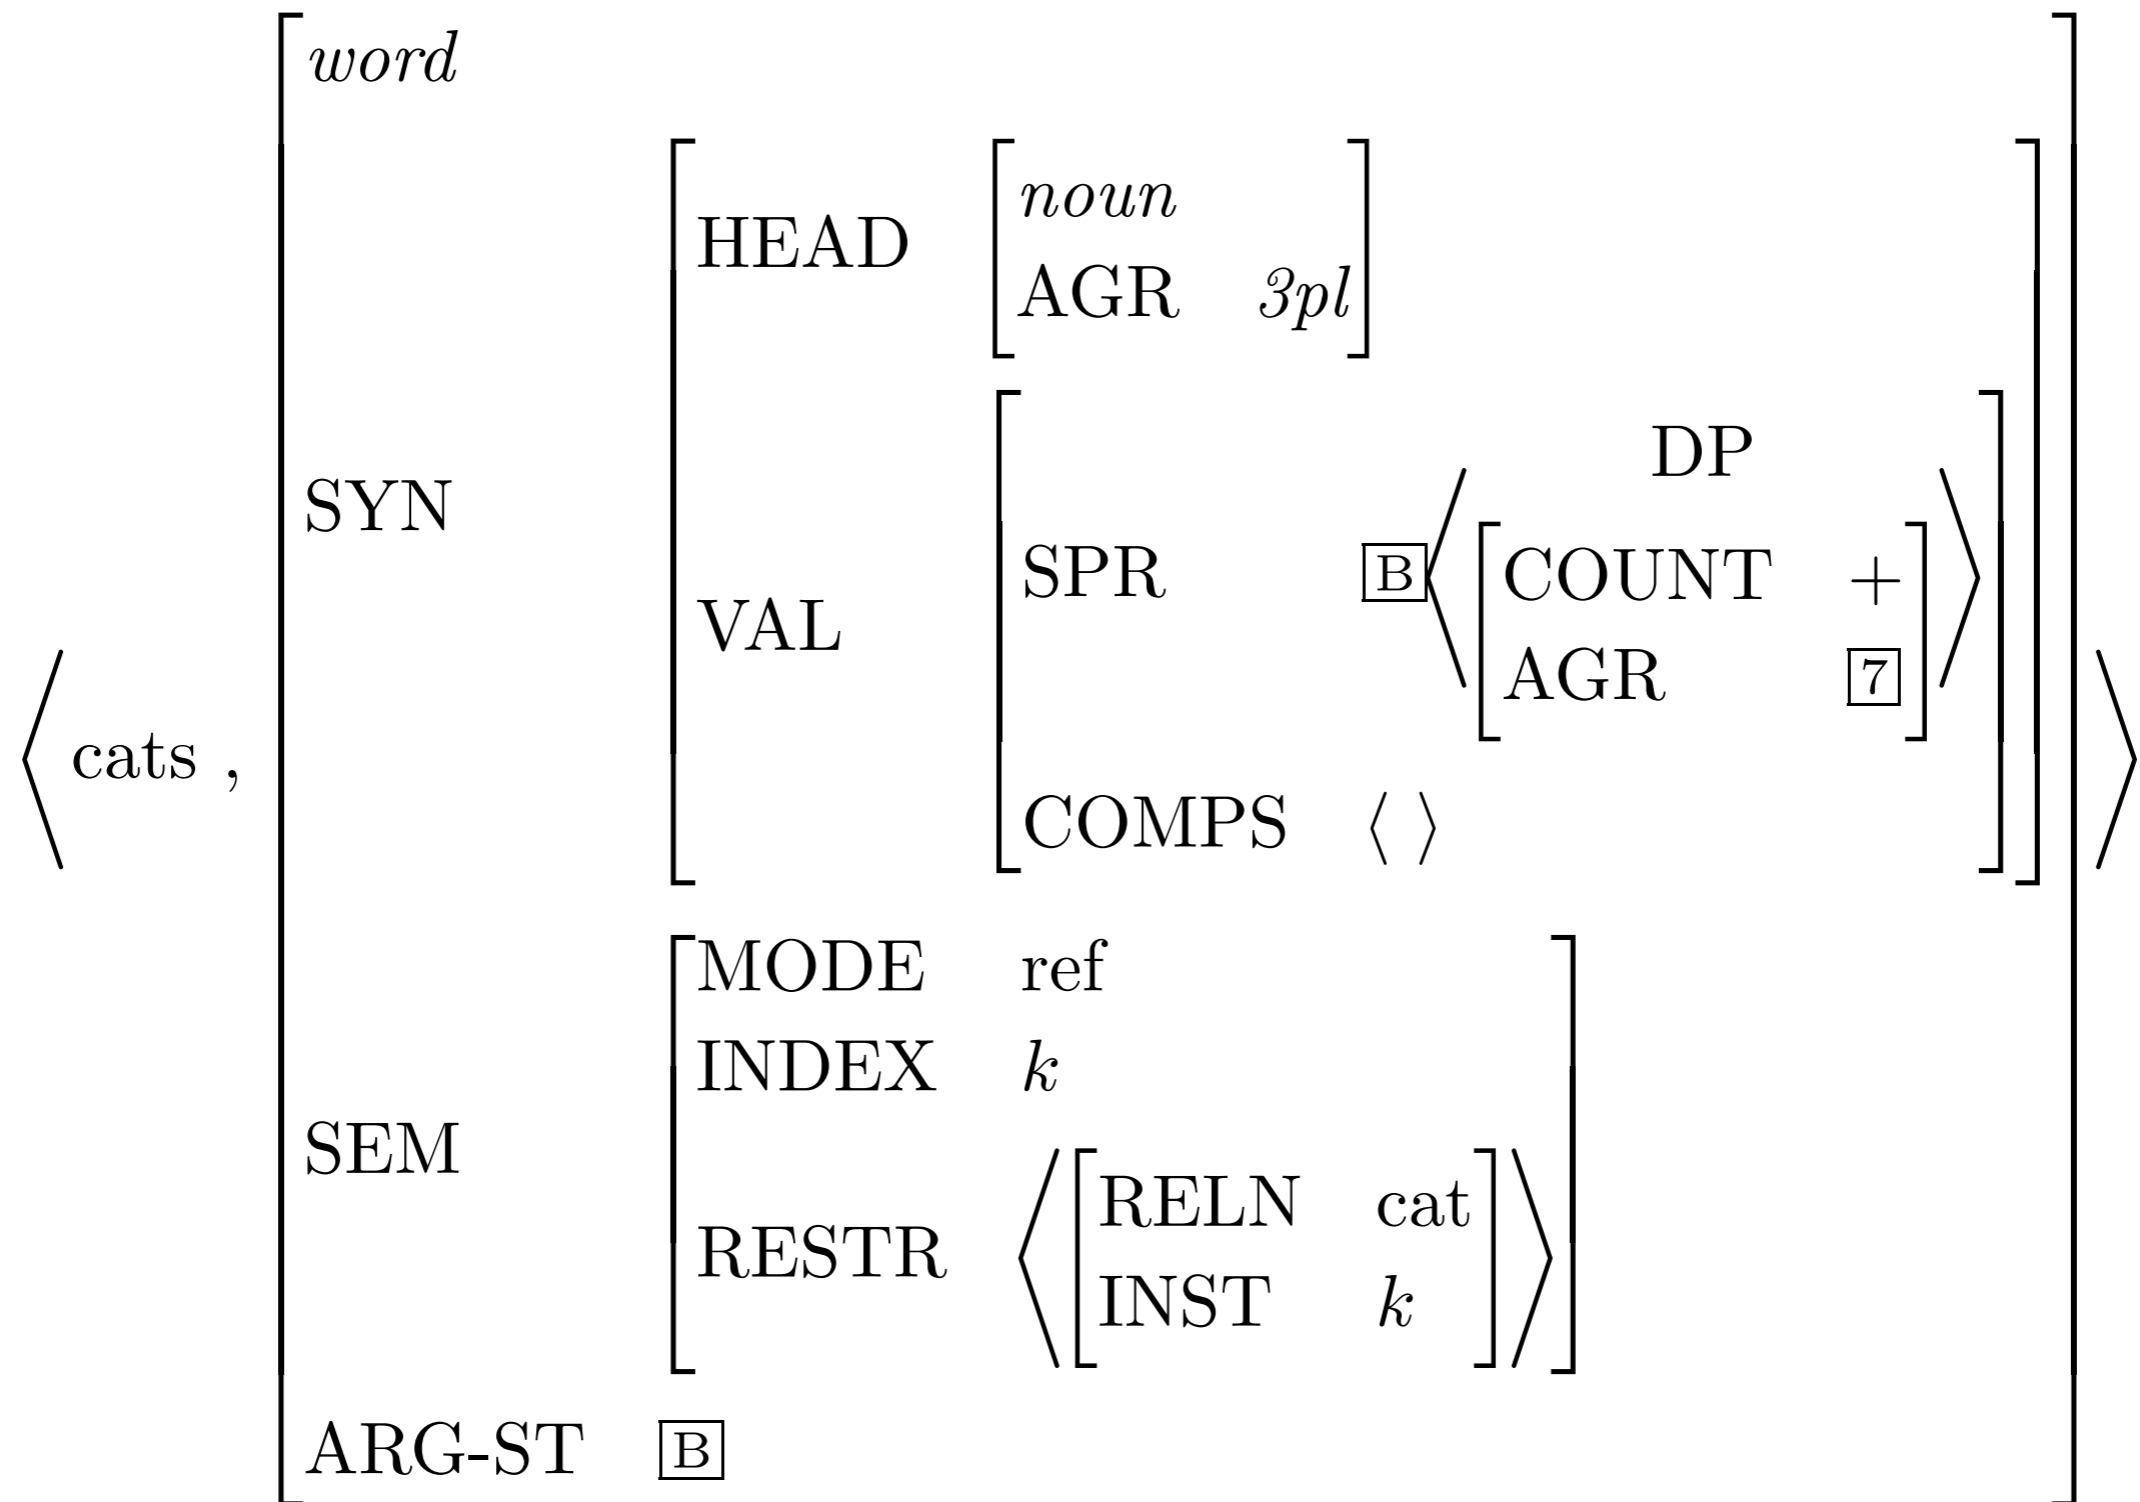 word
HEAD noun
AGR 3pl
DP
SYN
SPR B COUNT +
VAL
AGR 7
⟨cats ,
COMPS ⟨ ⟩
MODE ref
INDEX k
SEM
RELN cat
RESTR
INST k
ARG-ST B